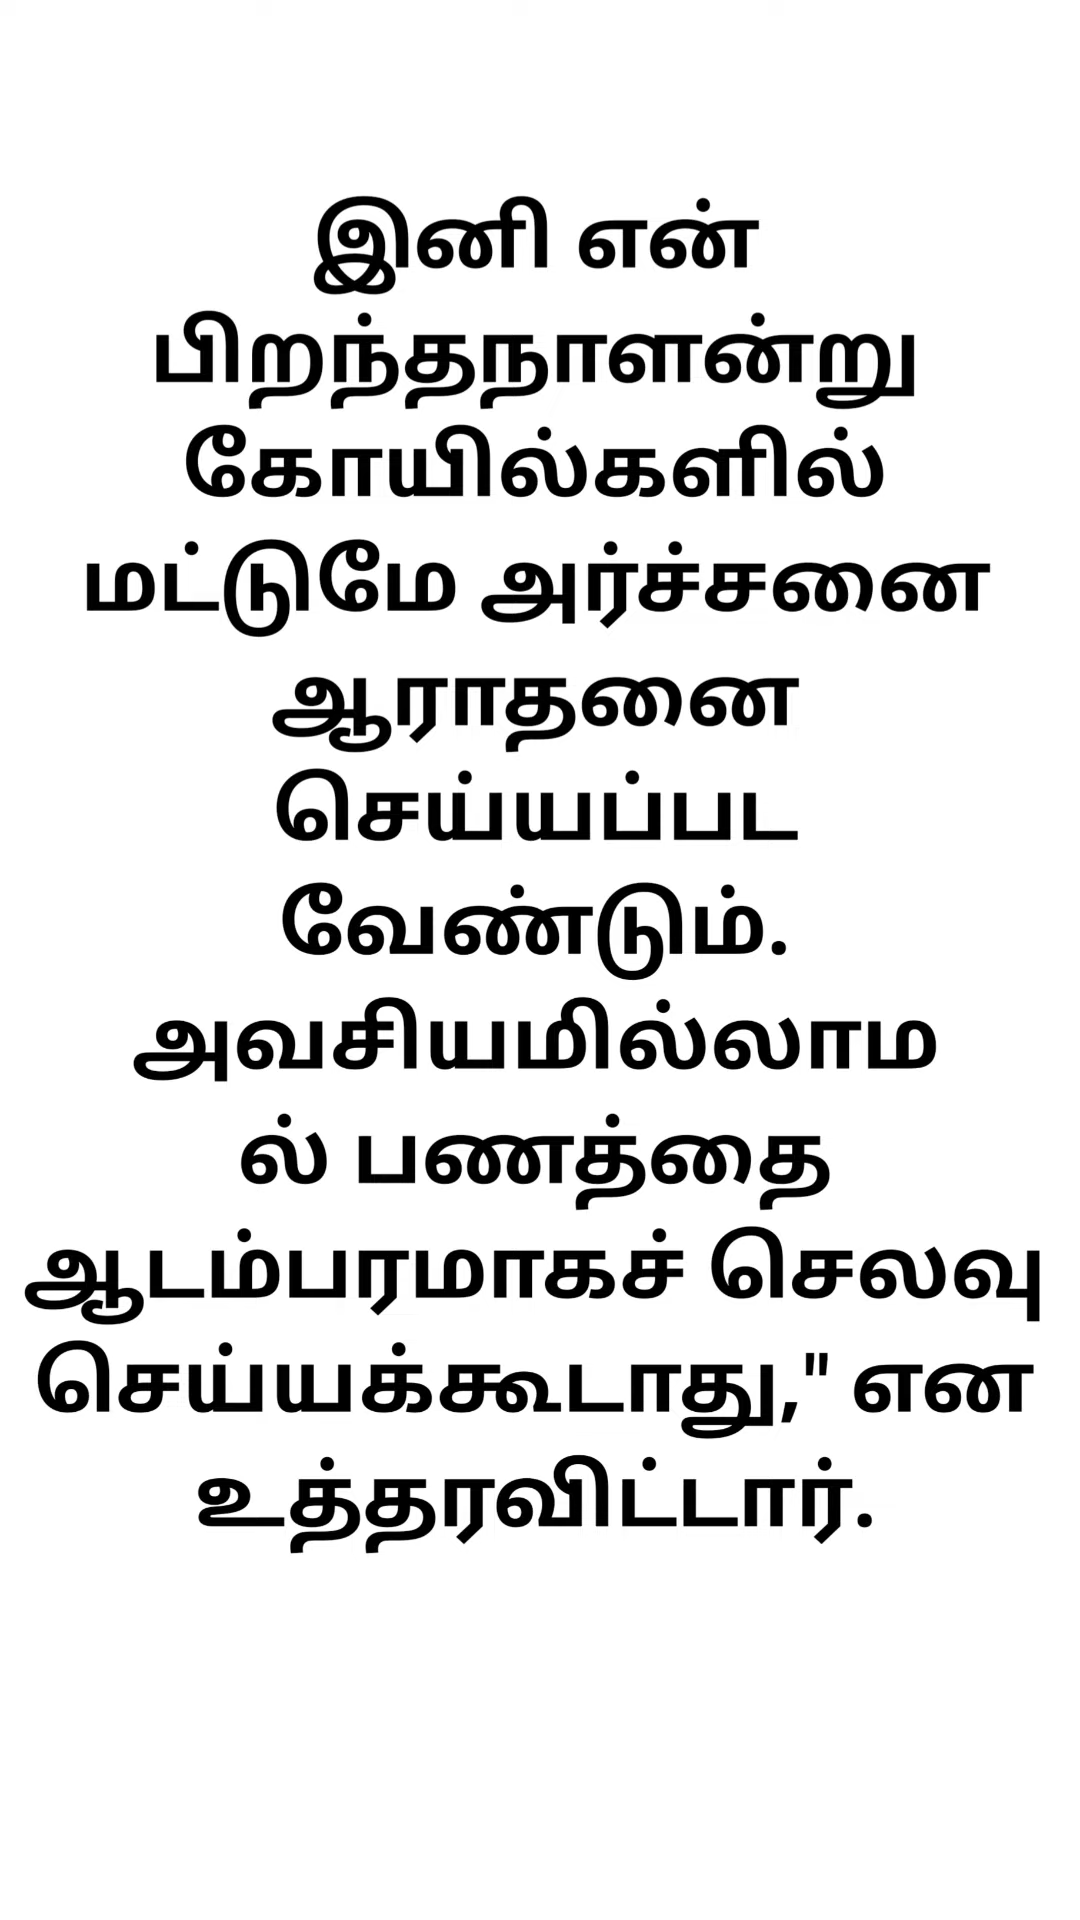 இனி என்
பிறந்தநாளன்று
கோயில்களில்
மட்டுமே அர்ச்சனை
ஆராதனை
செய்யப்பட
வேண்டும்.
அவசியமில்லாம
ல் பணத்தை
ஆடம்பரமாகச் செலவு
செய்யக்கூடாது," என
உத்தரவிட்டார்.